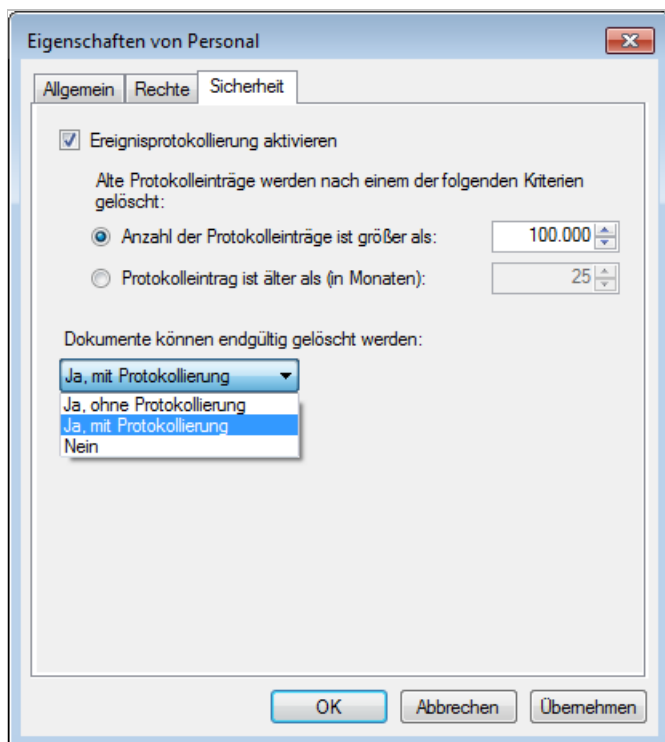 Eigenschaften von Personal
Allgemein Rechte Sicherheit
Ereignisprotokollierung aktivieren
Alte Protokolleinträge werden nach einem der folgenden Kriterien
gelöscht:
Anzahl der Protokolleinträge ist größer als: 100.000
Protokolleintrag ist älter als (in Monaten): 25
Dokumente können endgültig gelöscht werden:
Ja, mit Protokollierung
Ja, ohne Protokollierung
Ja, mit Protokollierung
Nein
OK Abbrechen Übernehmen